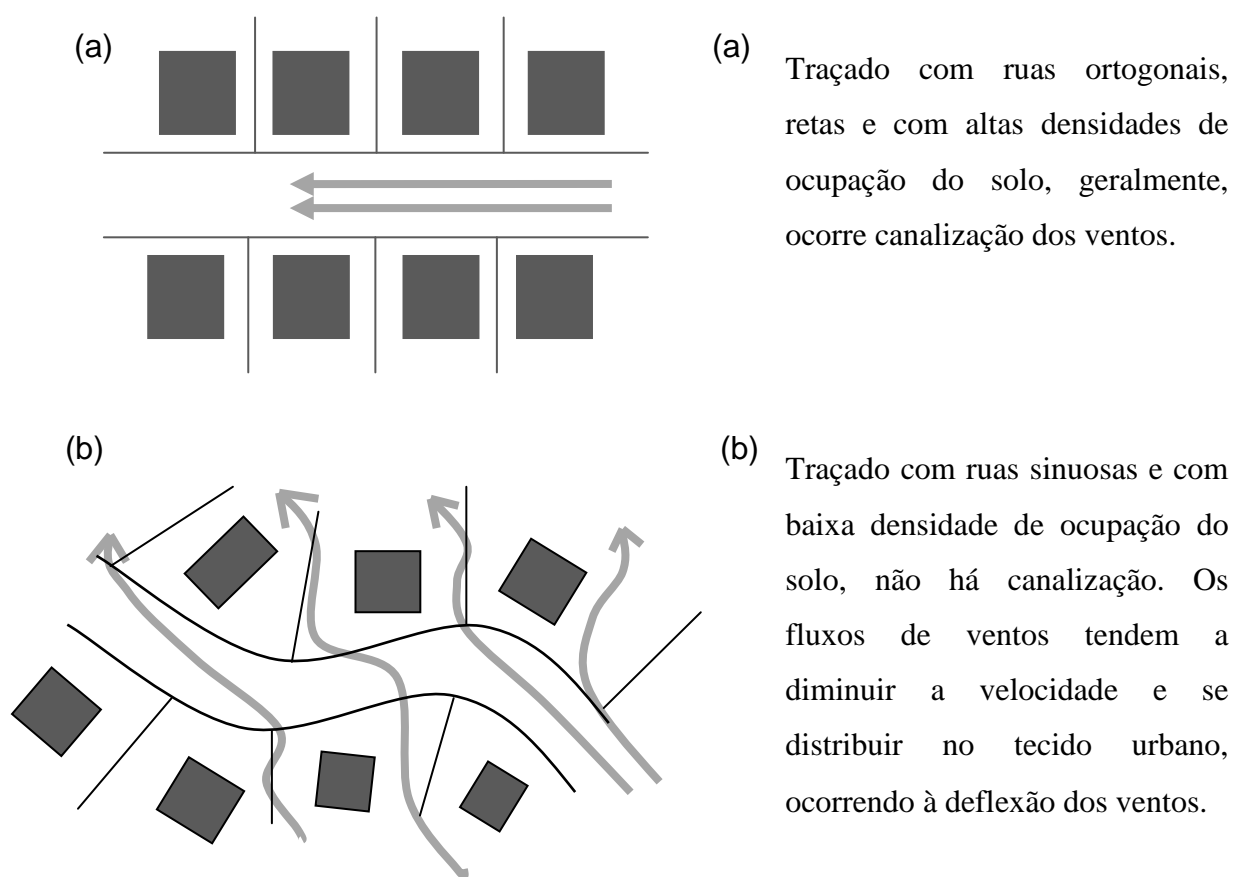 (a)
(a)
Traçado com ruas ortogonais,
retas e com altas densidades de
ocupação do solo, geralmente,
ocorre canalização dos ventos.
(b)
(b)
Traçado com ruas sinuosas e com
baixa densidade de ocupação do
solo, não há canalização. Os
fluxos de ventos tendem a
diminuir a velocidade e se
distribuir no tecido urbano,
ocorrendo à deflexão dos ventos.